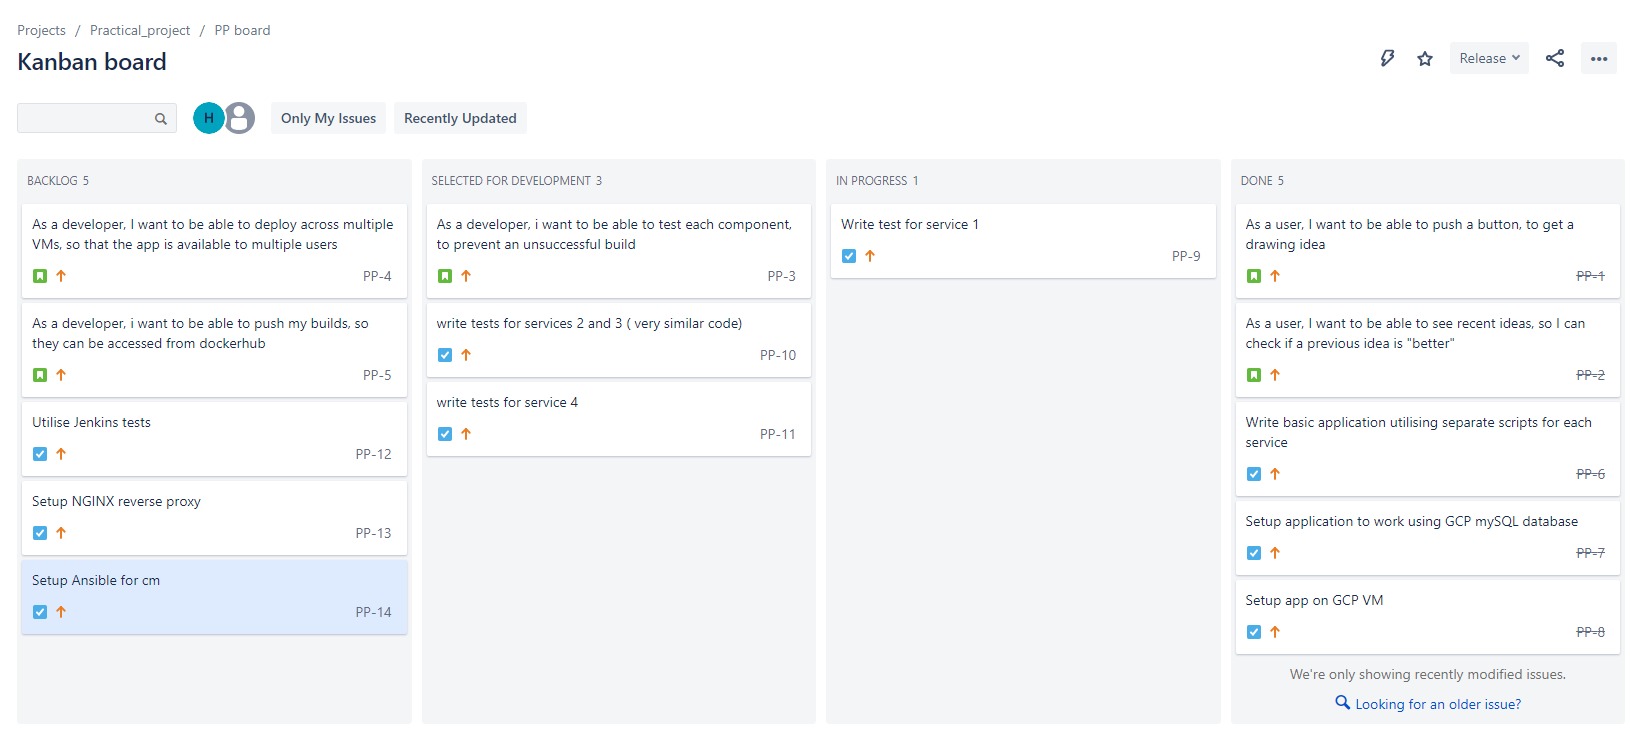 Projects / Practical_project / PP board
Kanban board
Release
H
Only My Issues
Recently Updated
BACKLOG 5
As a developer, I want to be able to deploy across multiple
VMs, so that the app is available to multiple users
PP-4
As a developer, i want to be able to push my builds, so
they can be accessed from dockerhub
PP-5
Utilise Jenkins tests
PP-12
Setup NGINX reverse proxy
PP-13
Setup Ansible for cm
PP-14
SELECTED FOR DEVELOPMENT 3
As a developer, i want to be able to test each component,
to prevent an unsuccessful build
PP-3
write tests for services 2 and 3 ( very similar code)
PP-10
write tests for service 4
PP-11
IN PROGRESS 1
Write test for service 1
PP-9
DONE 5
As a user, I want to be able to push a button, to get a
drawing idea
PP-1
As a user, I want to be able to see recent ideas, so I can
check if a previous idea is "better"
PP-2
Write basic application utilising separate scripts for each
service
PP-6
Setup application to work using GCP mySQL database
PP-7
Setup app on GCP VM
PP-8
We're only showing recently modified issues.
Looking for an older issue?